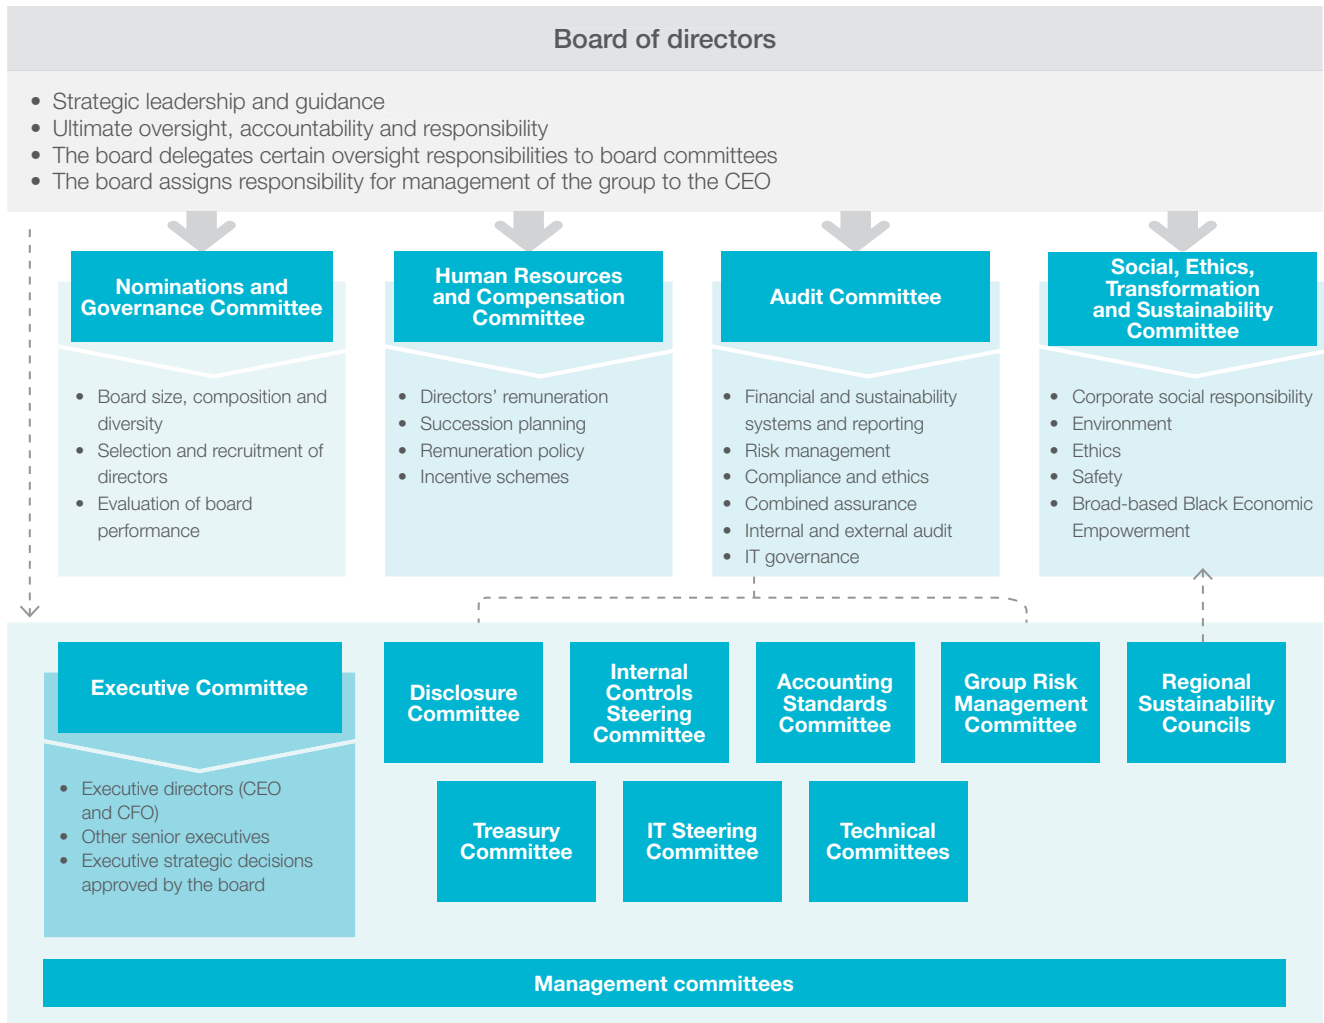 Board of directors
• Strategic leadership and guidance
• Ultimate oversight, accountability and responsibility
• The board delegates certain oversight responsibilities to board committees
• The board assigns responsibility for management of the group to the CEO
Nominations and
Governance Committee
• Board size, composition and
diversity
• Selection and recruitment of
directors
• Evaluation of board
performance
Human Resources
and Compensation
Committee
• Directors’ remuneration
• Succession planning
• Remuneration policy
• Incentive schemes
Audit Committee
• Financial and sustainability
systems and reporting
• Risk management
• Compliance and ethics
• Combined assurance
• Internal and external audit
• IT governance
Social, Ethics,
Transformation
and Sustainability
Committee
• Corporate social responsibility
• Environment
• Ethics
• Safety
• Broad-based Black Economic
Empowerment
Executive Committee
• Executive directors (CEO
and CFO)
• Other senior executives
• Executive strategic decisions
approved by the board
Disclosure
Committee
Internal
Controls
Steering
Committee
Accounting
Standards
Committee
Group Risk
Management
Committee
Regional
Sustainability
Councils
Treasury
Committee
IT Steering
Committee
Technical
Committees
Management committees